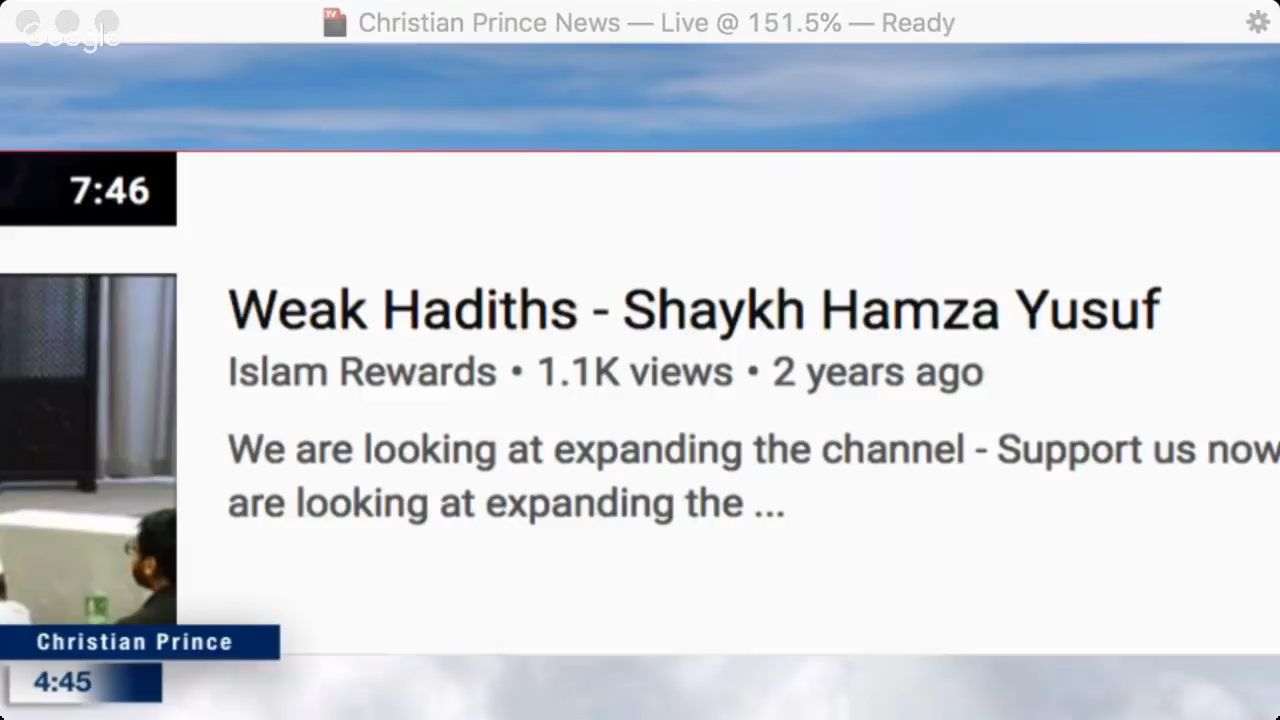 Christian Prince News — Live @ 151.5% — Ready
Google
7:46
Weak Hadiths - Shaykh Hamza Yusuf
Islam Rewards • 1.1K views • 2 years ago
We are looking at expanding the channel - Support us now
are looking at expanding the ...
Christian Prince
4:45